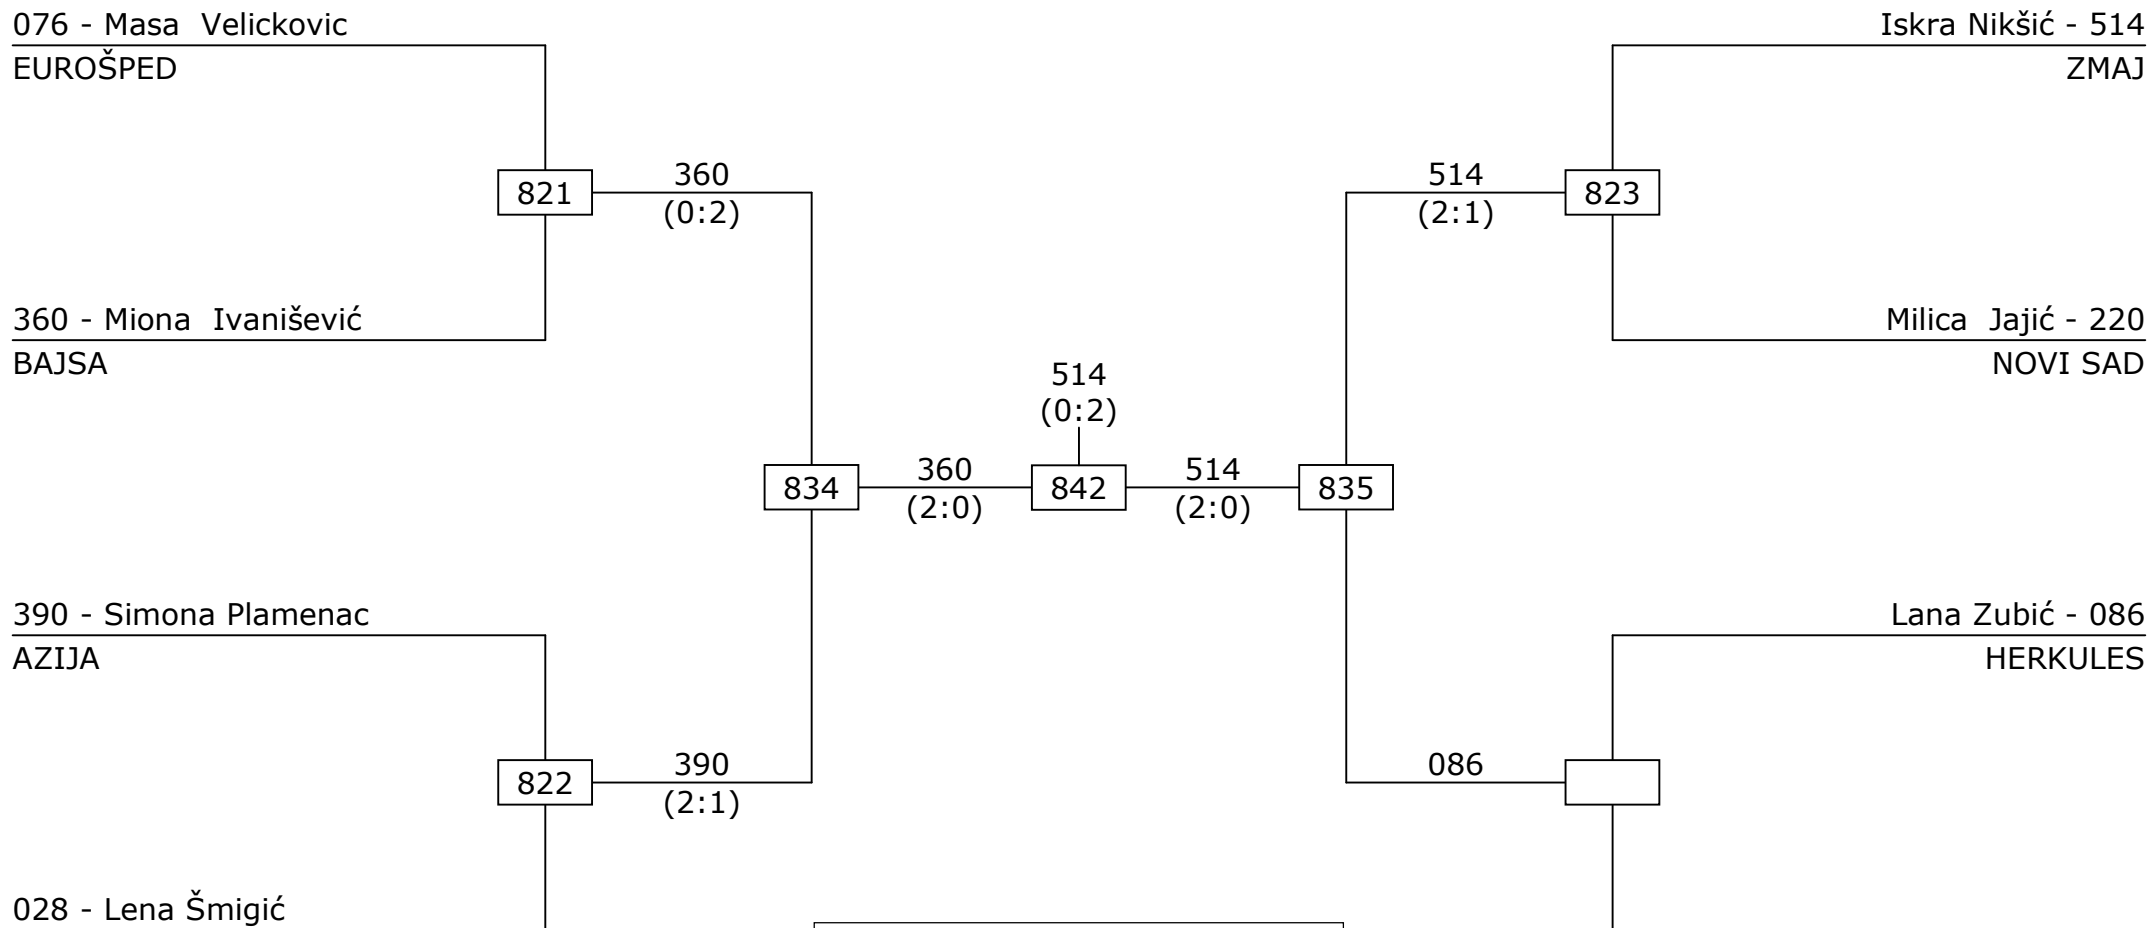 076 - Masa  Velickovic
Iskra Nikšić - 514
EUROŠPED
ZMAJ
360
514
821
823
(0:2)
(2:1)
360 - Miona  Ivanišević
Milica  Jajić - 220
BAJSA
NOVI SAD
514
(0:2)
360
514
834
842
835
(2:0)
(2:0)
390 - Simona Plamenac
Lana Zubić - 086
AZIJA
HERKULES
390
086
822
(2:1)
028 - Lena Šmigić